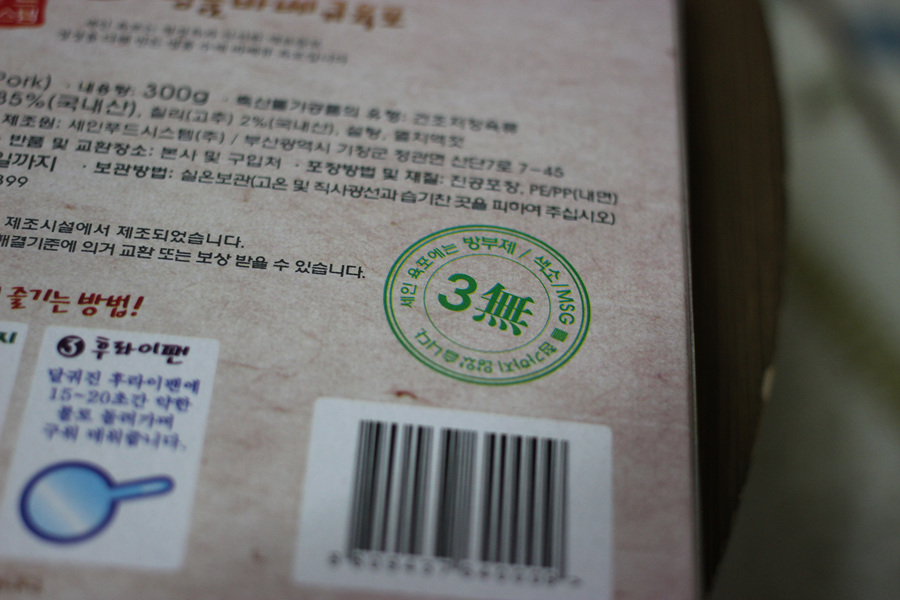 육포
Pork) · 내용량: 300g · 축산물가공품의 유형: 건조저장육류
85%(국내산), 칠리(고추) 2%(국내산), 설탕, 멸치액젓
제조원: 세인푸드시스템(주) / 부산광역시 기장군 정관면 산단7로 7-45
· 반품 및 교환장소: 본사 및 구입처 · 포장방법 및 재질: 진공포장, PE/PP(내면)
일까지 · 보관방법: 실온보관(고온 및 직사광선과 습기찬 곳을 피하여 주십시오)
399
제조시설에서 제조되었습니다.
해결기준에 의거 교환 또는 보상 받을 수 있습니다.
세인 육포에는 방부제 / 색소/MSG를 첨가하지 않았습니다.
3無
즐기는 방법!
3 후라이팬
달궈진 후라이팬에
15~20초간 약한
불로 돌려가며
구워 데워줍니다.